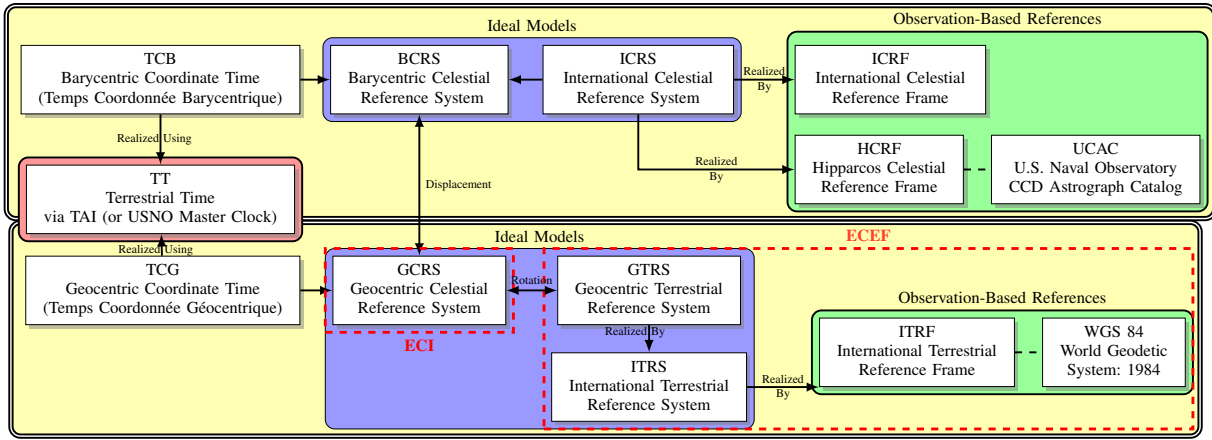 Ideal Models
Observation-Based References
TCB
Barycentric Coordinate Time
(Temps Coordonnée Barycentrique)
BCRS
Barycentric Celestial
Reference System
ICRS
International Celestial
Reference System
Realized
By
ICRF
International Celestial
Reference Frame
Realized Using
Realized
By
HCRF
Hipparcos Celestial
Reference Frame
UCAC
U.S. Naval Observatory
CCD Astrograph Catalog
TT
Terrestrial Time
via TAI (or USNO Master Clock)
Displacement
Realized Using
Ideal Models
ECEF
TCG
Geocentric Coordinate Time
(Temps Coordonnée Géocentrique)
GCRS
Geocentric Celestial
Reference System
Rotation
GTRS
Geocentric Terrestrial
Reference System
ECI
Realized By
Observation-Based References
ITRS
International Terrestrial
Reference System
Realized
By
ITRF
International Terrestrial
Reference Frame
WGS 84
World Geodetic
System: 1984